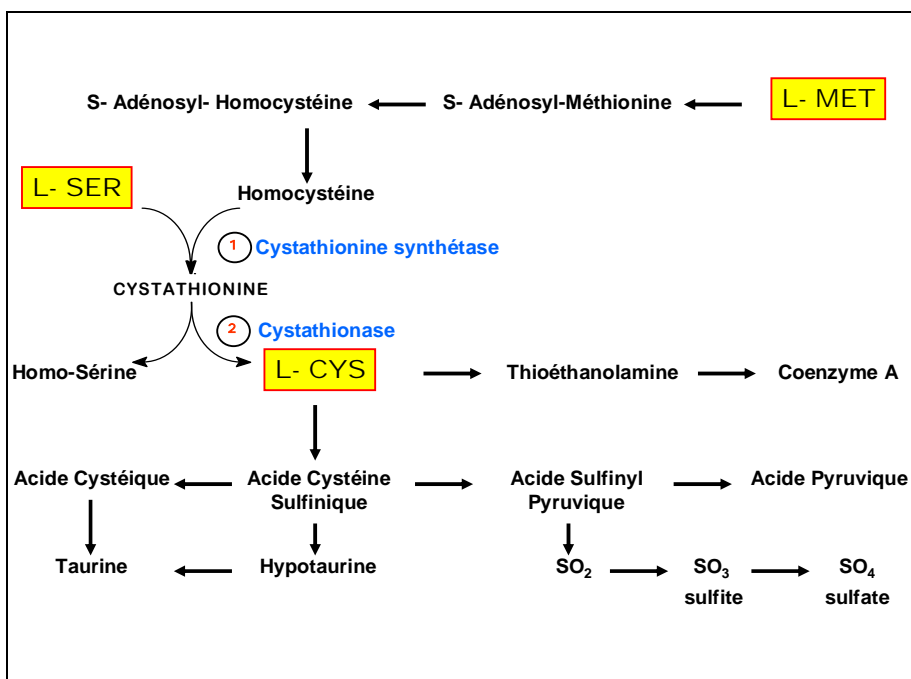 S- Adénosyl- Homocystéine S- Adénosyl-Méthionine L- MET
L- SER Homocystéine
1 Cystathionine synthétase
CYSTATHIONINE
2 Cystathionase
Homo-Sérine L- CYS Thioéthanolamine Coenzyme A
Acide Cystéique Acide Cystéine Acide Sulfinyl Acide Pyruvique
Sulfinique Pyruvique
Taurine Hypotaurine SO2 SO3 SO4
sulfite sulfate